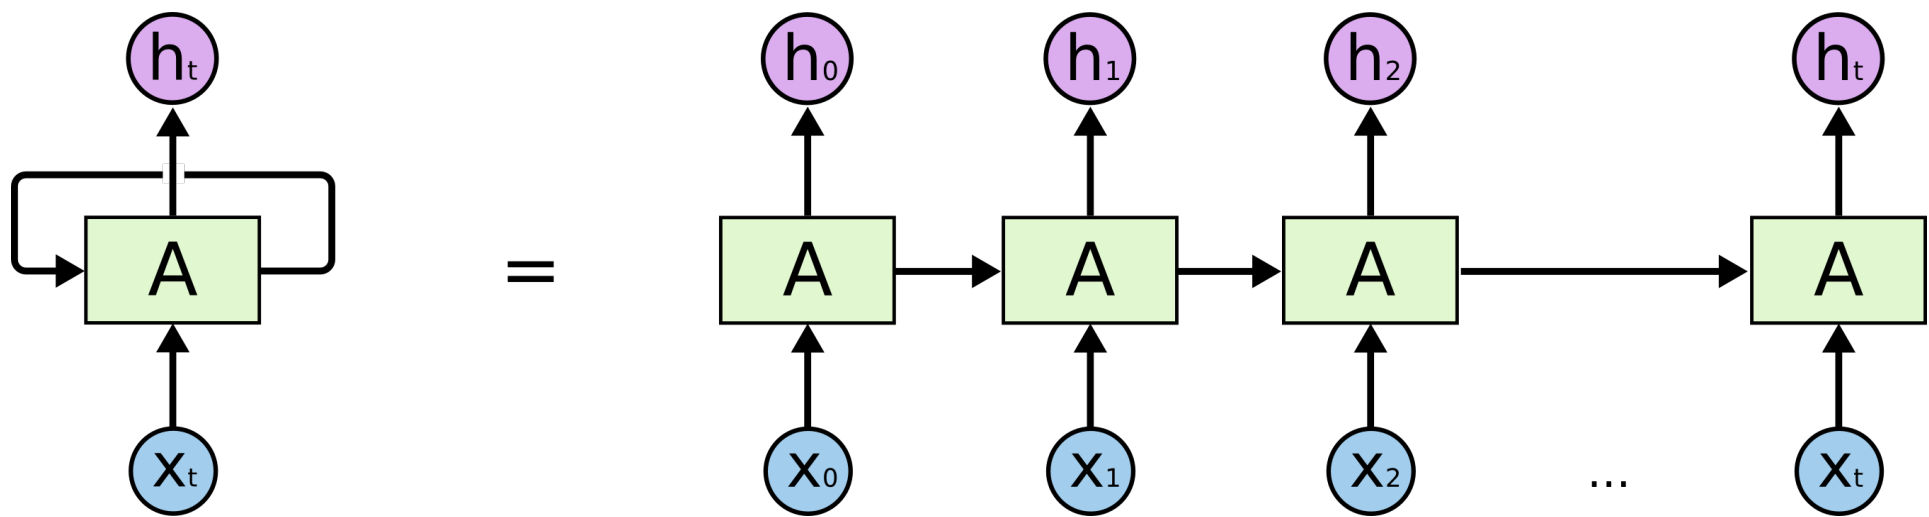 ht h0 h1 h2 ht
A = A A A A
xt x0 x1 x2 ... xt